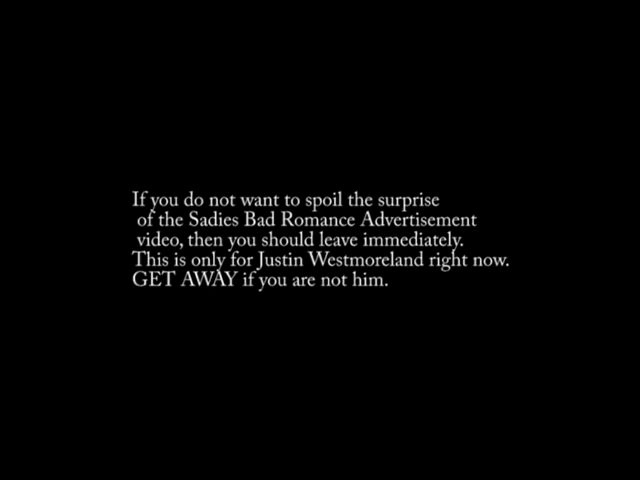 If you do not want to spoil the surprise
of the Sadies Bad Romance Advertisement
video, then you should leave immediately.
This is only for Justin Westmoreland right now.
GET AWAY if you are not him.